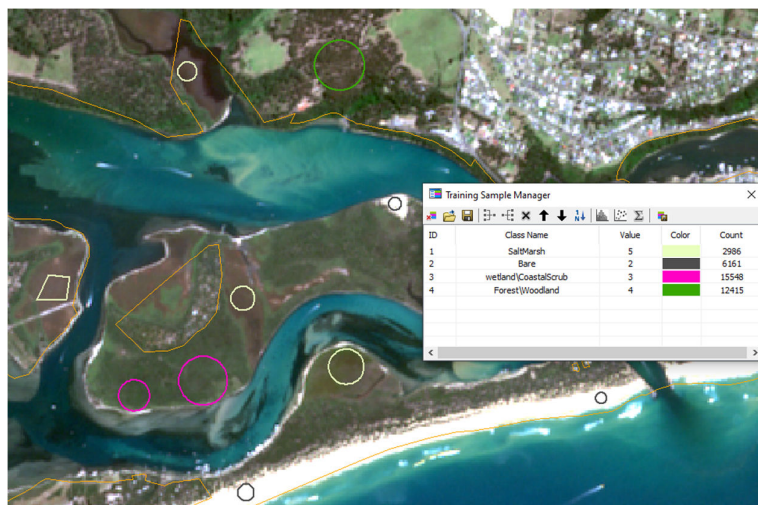 Training Sample Manager
ID Class Name Value Color Count
1 SaltMarsh 5 2986
2 Bare 2 6161
3 wetland\CoastalScrub 3 15548
4 Forest\Woodland 4 12415